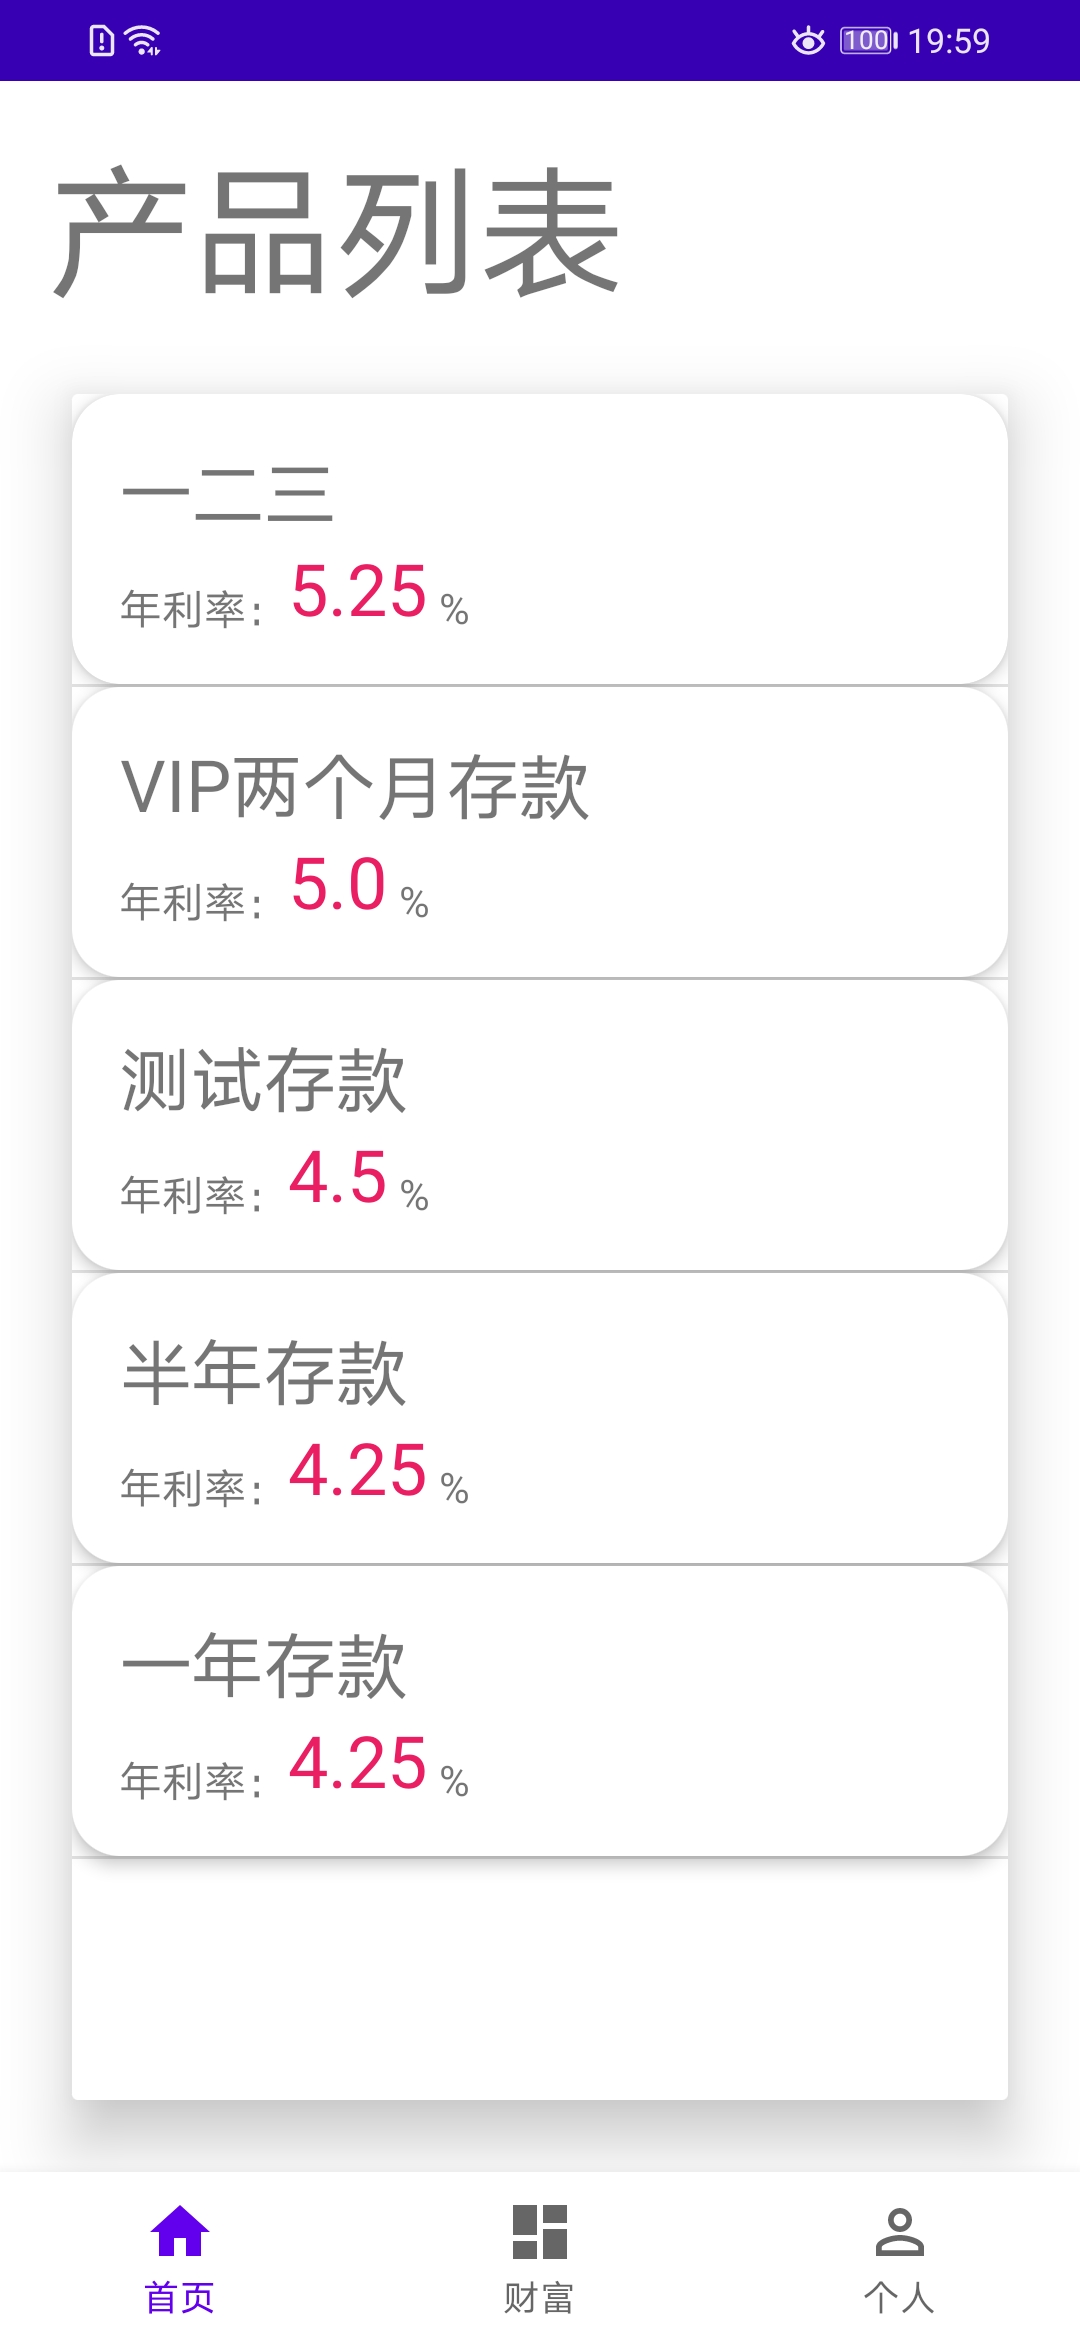 100 19:59
产品列表
一二三
年利率: 5.25 %
VIP两个月存款
年利率: 5.0 %
测试存款
年利率: 4.5 %
半年存款
年利率: 4.25 %
一年存款
年利率: 4.25 %
首页 财富 个人